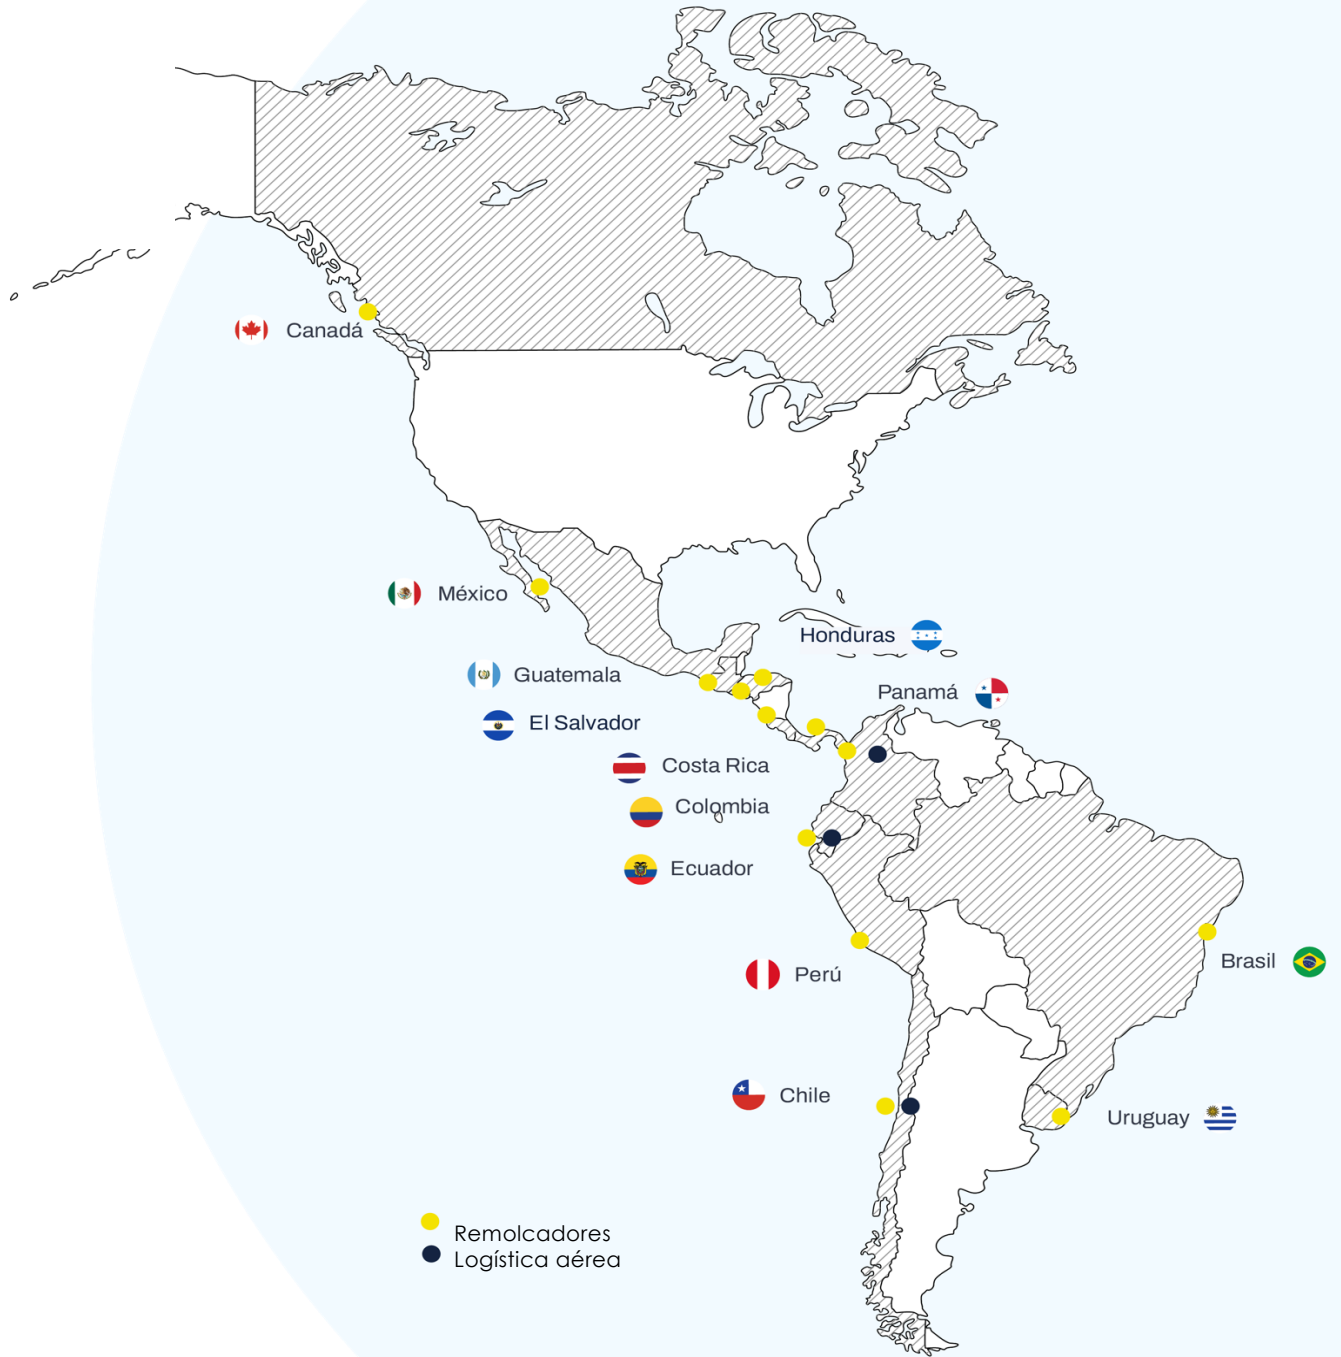 Canadá
México
Honduras
Guatemala
Panamá
El Salvador
Costa Rica
Colombia
Ecuador
Brasil
Perú
Chile
Uruguay
Remolcadores
Logística aérea